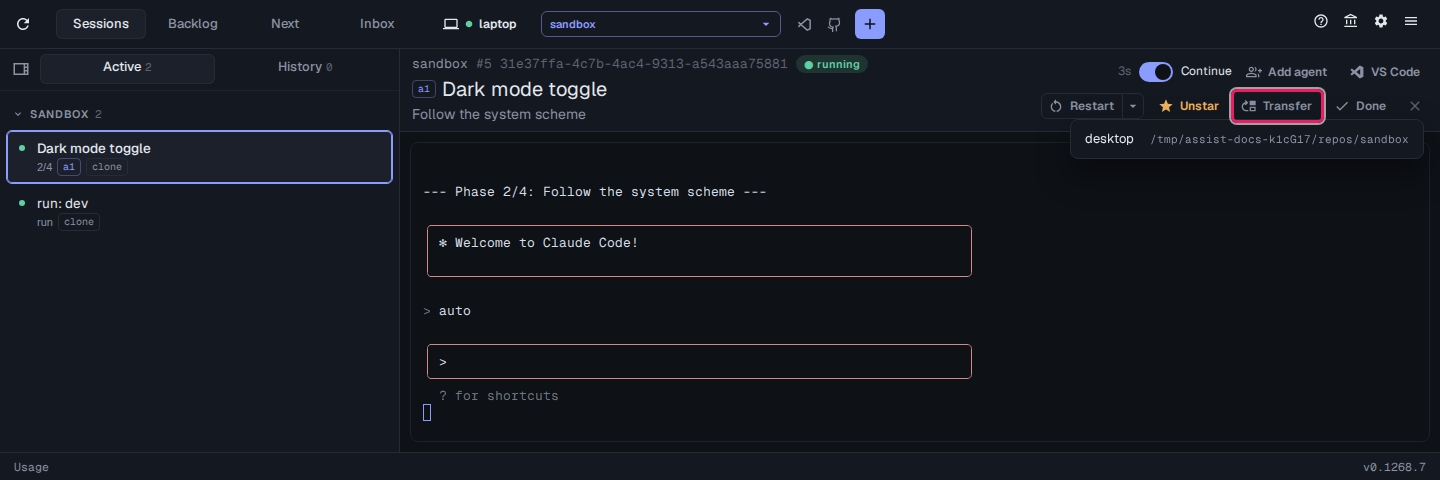 Sessions Backlog Next Inbox laptop sandbox
Active 2 History 0
SANDBOX 2
Dark mode toggle
2/4 a1 clone
run: dev
run clone
sandbox #5 31e37ffa-4c7b-4ac4-9313-a543aaa75881 running
3s Continue Add agent VS Code
a1 Dark mode toggle
Restart Unstar Transfer Done
Follow the system scheme
desktop /tmp/assist-docs-k1cG17/repos/sandbox
--- Phase 2/4: Follow the system scheme ---
✻ Welcome to Claude Code!
> auto
>
? for shortcuts
Usage v0.1268.7